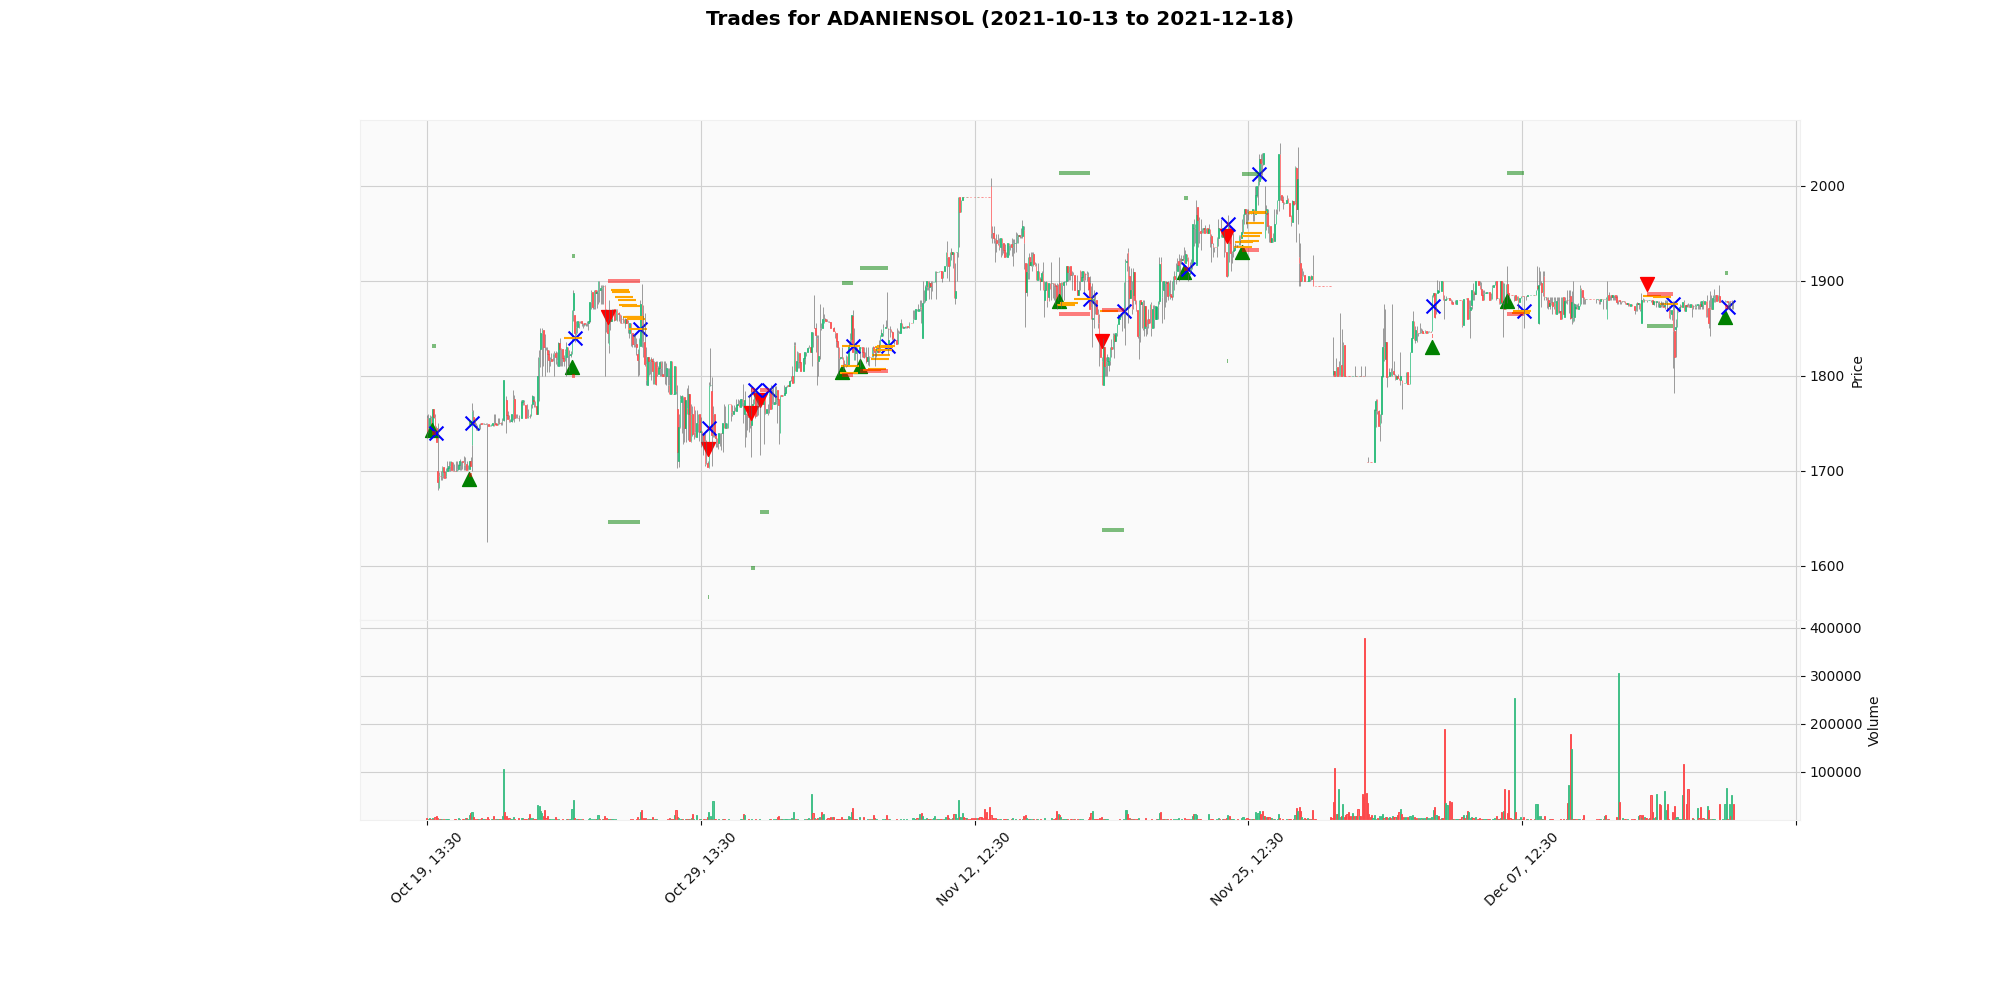 Trades for ADANIENSOL (2021-10-13 to 2021-12-18)
2000
1900
1800
1700
1600
Price
400000
300000
200000
100000
Volume
Oct 19, 13:30
Oct 29, 13:30
Nov 12, 12:30
Nov 25, 12:30
Dec 07, 12:30